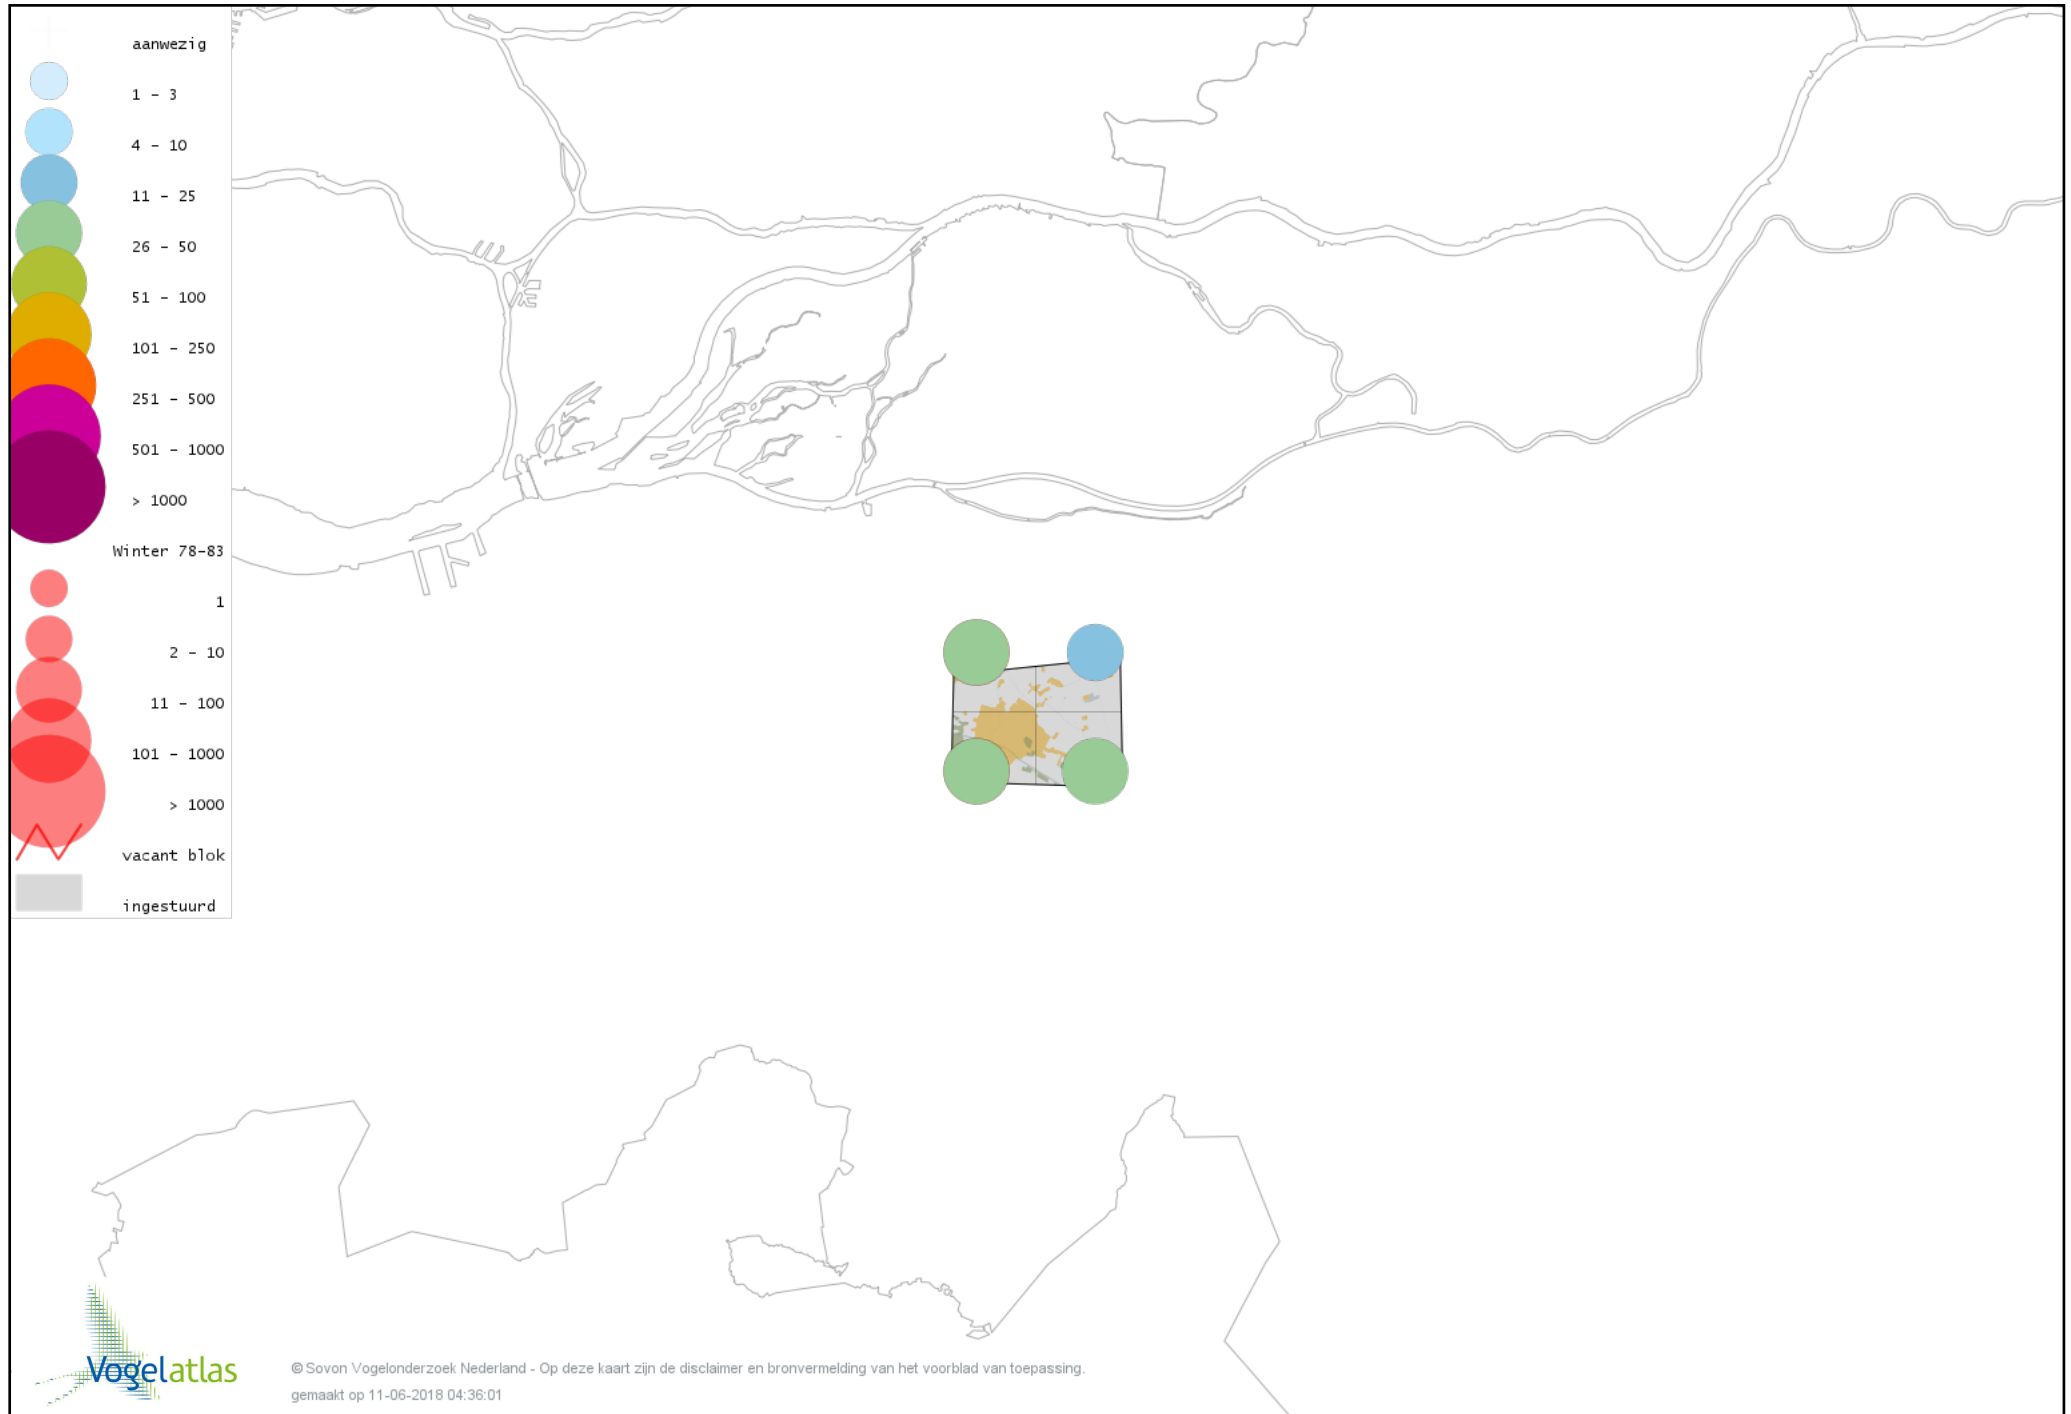 aanwezig
1 – 3
4 – 10
11 – 25
26 – 50
51 – 100
101 – 250
251 – 500
501 – 1000
> 1000
Winter 78-83
1
2 – 10
11 – 100
101 – 1000
> 1000
vacant blok
ingestuurd
Vogelatlas
© Sovon Vogelonderzoek Nederland - Op deze kaart zijn de disclaimer en bronvermelding van het voorblad van toepassing.
gemaakt op 11-06-2018 04:36:01